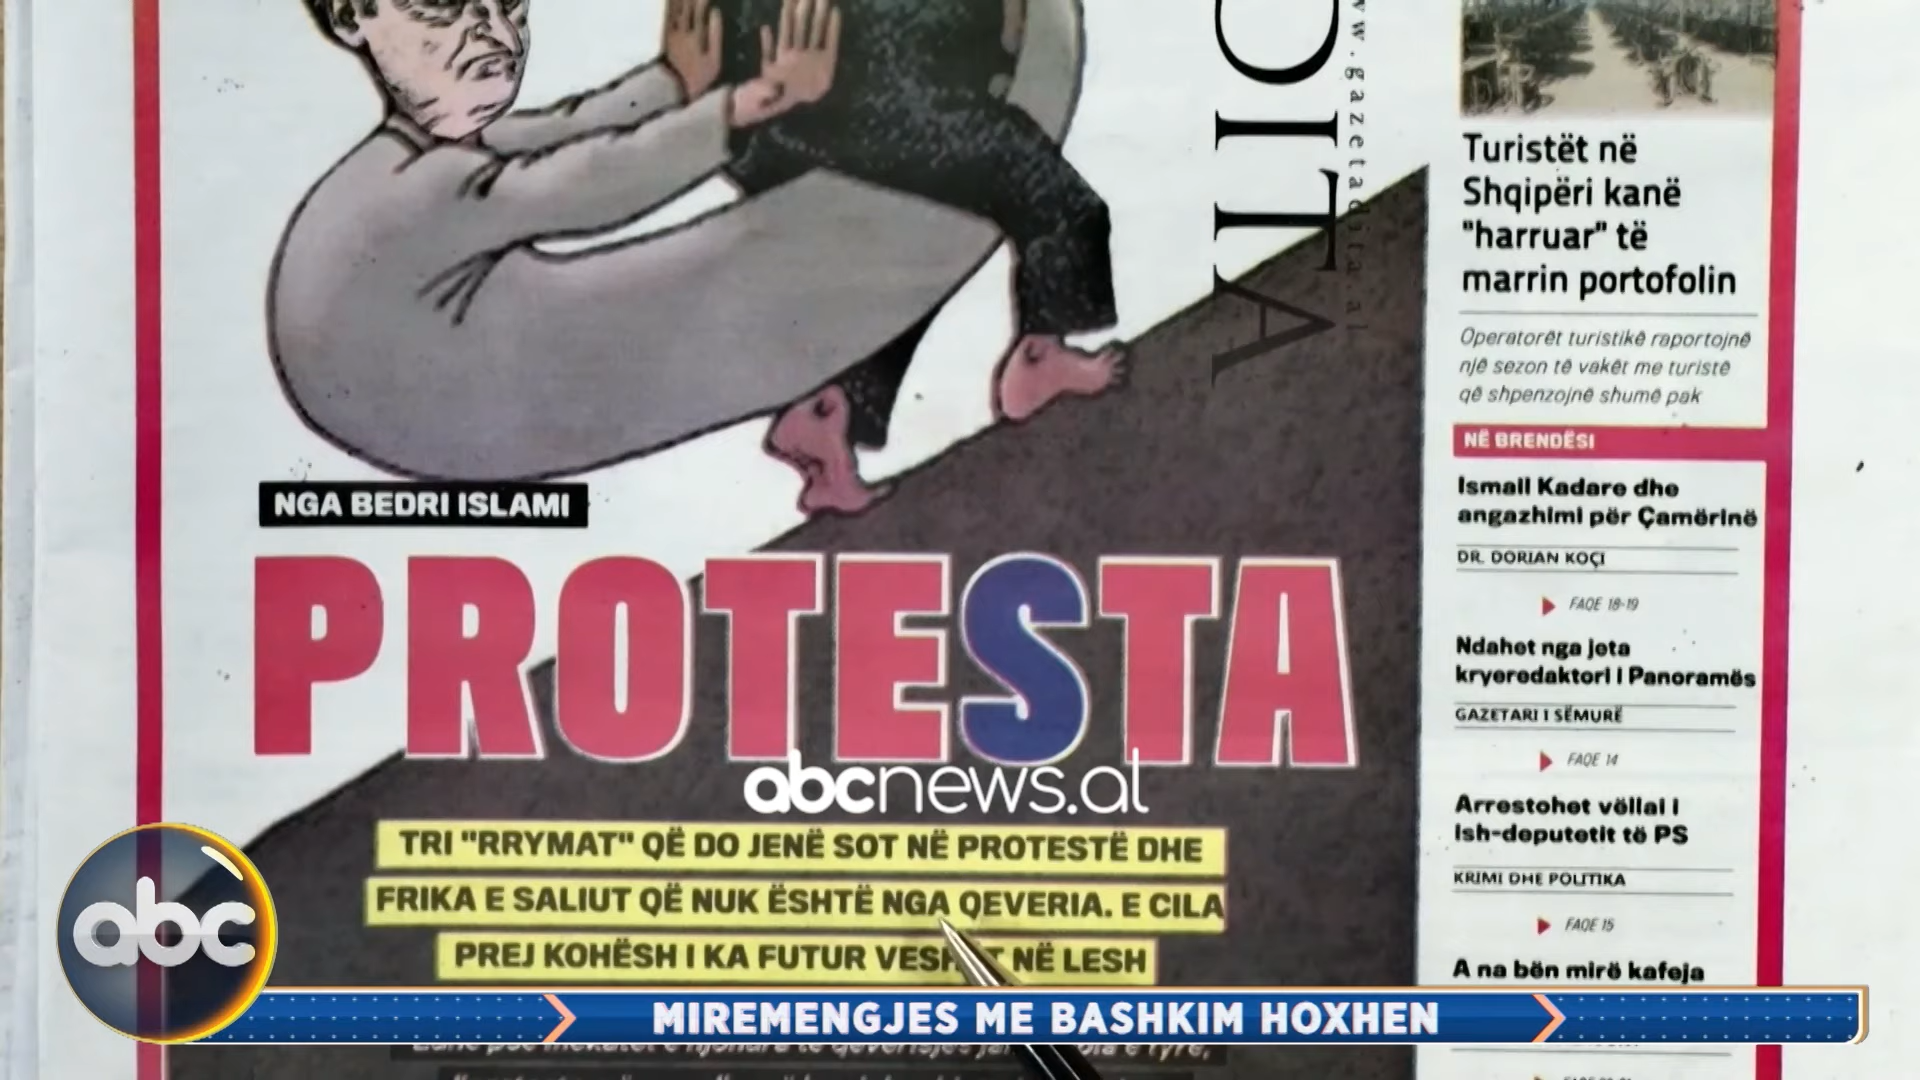 DITA
www.gazetadita.al
NGA BEDRI ISLAMI
PROTESTA
TRI "RRYMAT" QË DO JENË SOT NË PROTESTË DHE
FRIKA E SALIUT QË NUK ËSHTË NGA QEVERIA. E CILA
PREJ KOHËSH I KA FUTUR VESHËT NË LESH
Turistët në
Shqipëri kanë
"harruar" të
marrin portofolin
Operatorët turistikë raportojnë
një sezon të vakët me turistë
që shpenzojnë shumë pak
NË BRENDËSI
Ismail Kadare dhe
angazhimi për Çamërinë
DR. DORIAN KOÇI
FAQE 18-19
Ndahet nga jeta
kryeredaktori i Panoramës
GAZETARI I SËMURË
FAQE 14
Arrestohet vëllai i
ish-deputetit të PS
KRIMI DHE POLITIKA
FAQE 15
A na bën mirë kafeja
abcnews.al
abc
MIREMENGJES ME BASHKIM HOXHEN